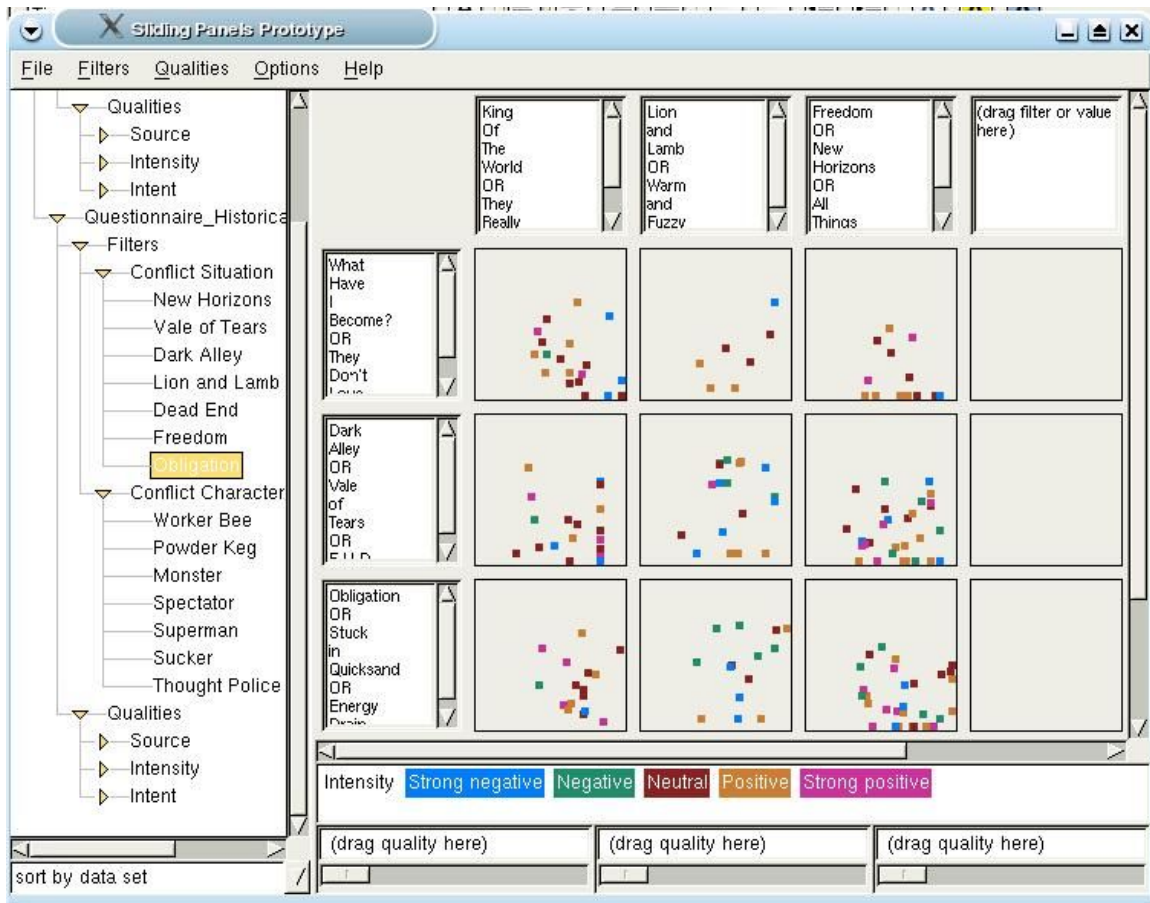 Sliding Panels Prototype
File Filters Qualities Options Help
Qualities
Source
Intensity
Intent
Questionnaire_Historica
Filters
Conflict Situation
New Horizons
Vale of Tears
Dark Alley
Lion and Lamb
Dead End
Freedom
Obligation
Conflict Character
Worker Bee
Powder Keg
Monster
Spectator
Superman
Sucker
Thought Police
Qualities
Source
Intensity
Intent
sort by data set
King
Of
The
World
OR
They
Really
Lion
and
Lamb
OR
Warm
and
Fuzzy
Freedom
OR
New
Horizons
OR
All
Things
(drag filter or value
here)
What
Have
I
Become?
OR
They
Don't
Dark
Alley
OR
Vale
of
Tears
OR
Obligation
OR
Stuck
in
Quicksand
OR
Energy
Drain
Intensity Strong negative Negative Neutral Positive Strong positive
(drag quality here) (drag quality here) (drag quality here)